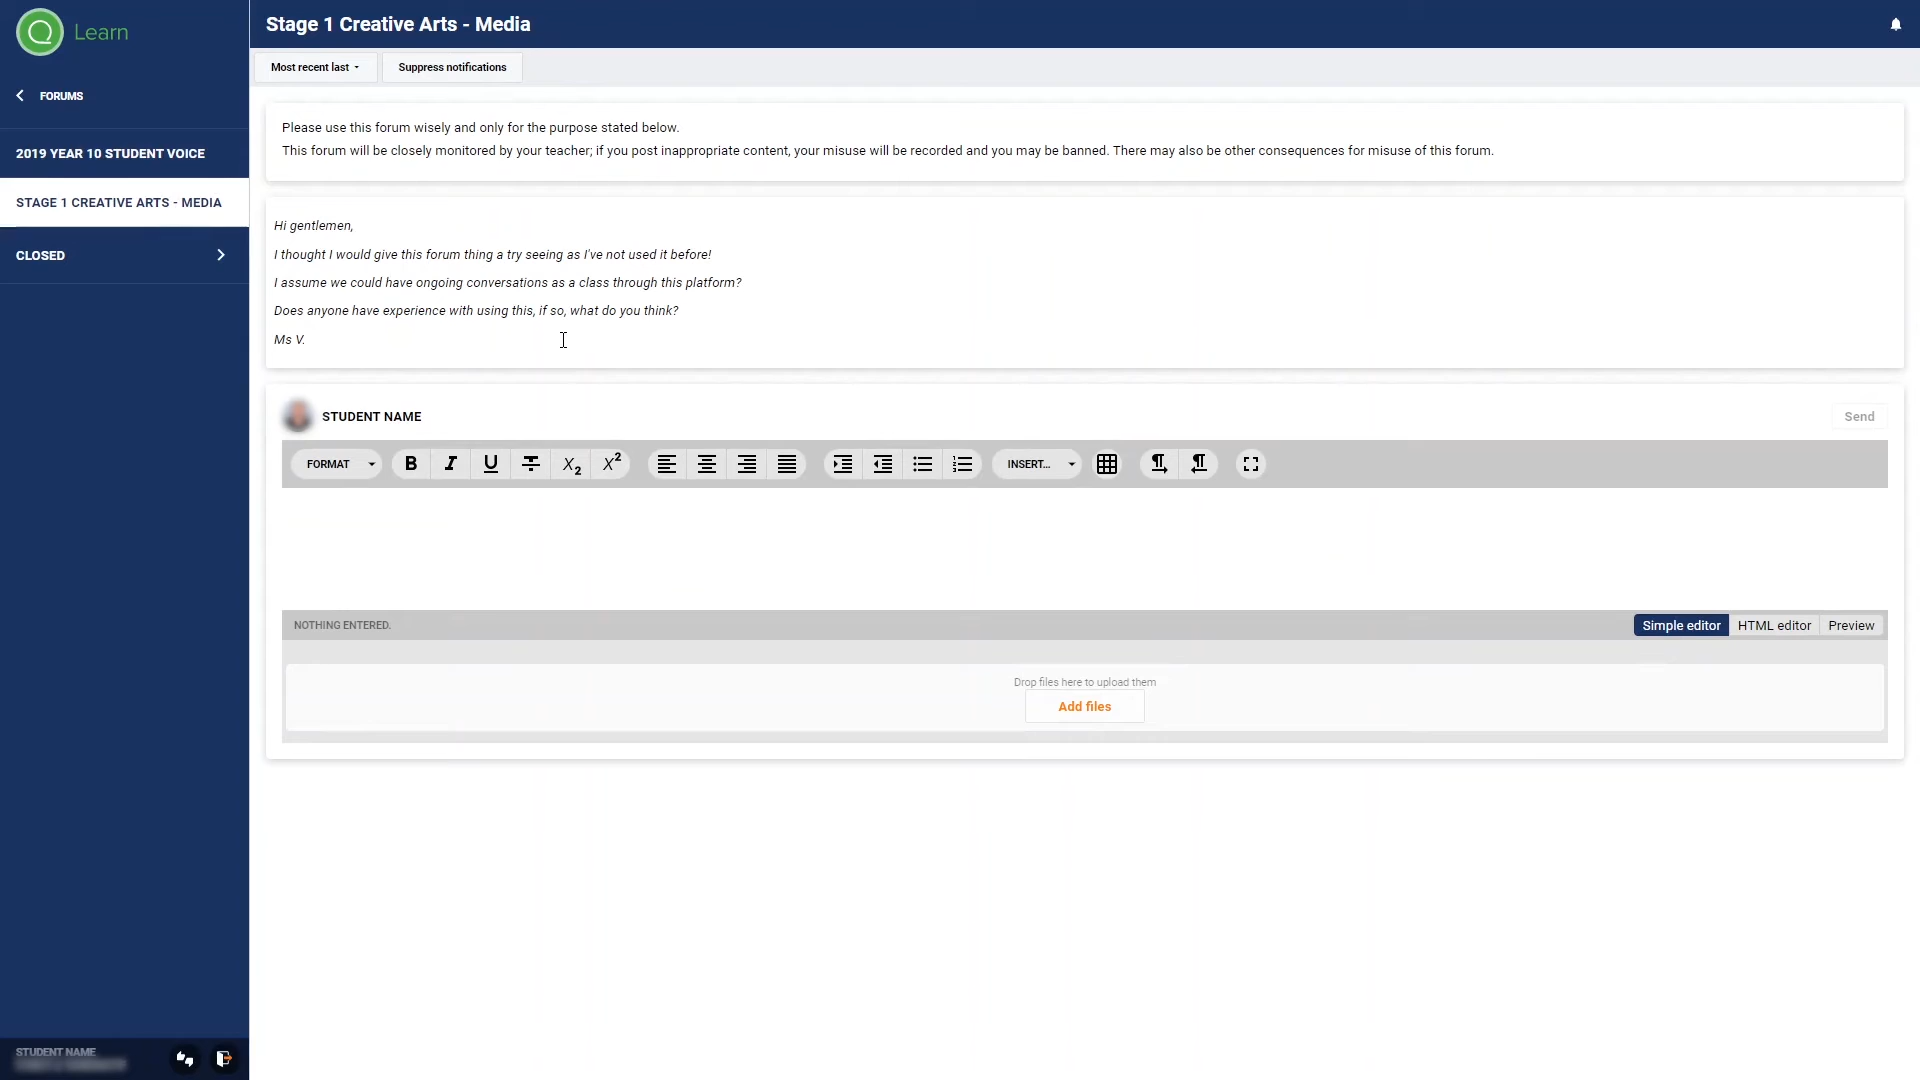 Learn
Stage 1 Creative Arts - Media
Most recent last
Suppress notifications
FORUMS
2019 YEAR 10 STUDENT VOICE
STAGE 1 CREATIVE ARTS - MEDIA
CLOSED
Please use this forum wisely and only for the purpose stated below.
This forum will be closely monitored by your teacher; if you post inappropriate content, your misuse will be recorded and you may be banned. There may also be other consequences for misuse of this forum.
Hi gentlemen,
I thought I would give this forum thing a try seeing as I've not used it before!
I assume we could have ongoing conversations as a class through this platform?
Does anyone have experience with using this, if so, what do you think?
Ms V.
STUDENT NAME
Send
FORMAT
B I U X2 X2
INSERT...
NOTHING ENTERED.
Simple editor HTML editor Preview
Drop files here to upload them
Add files
STUDENT NAME